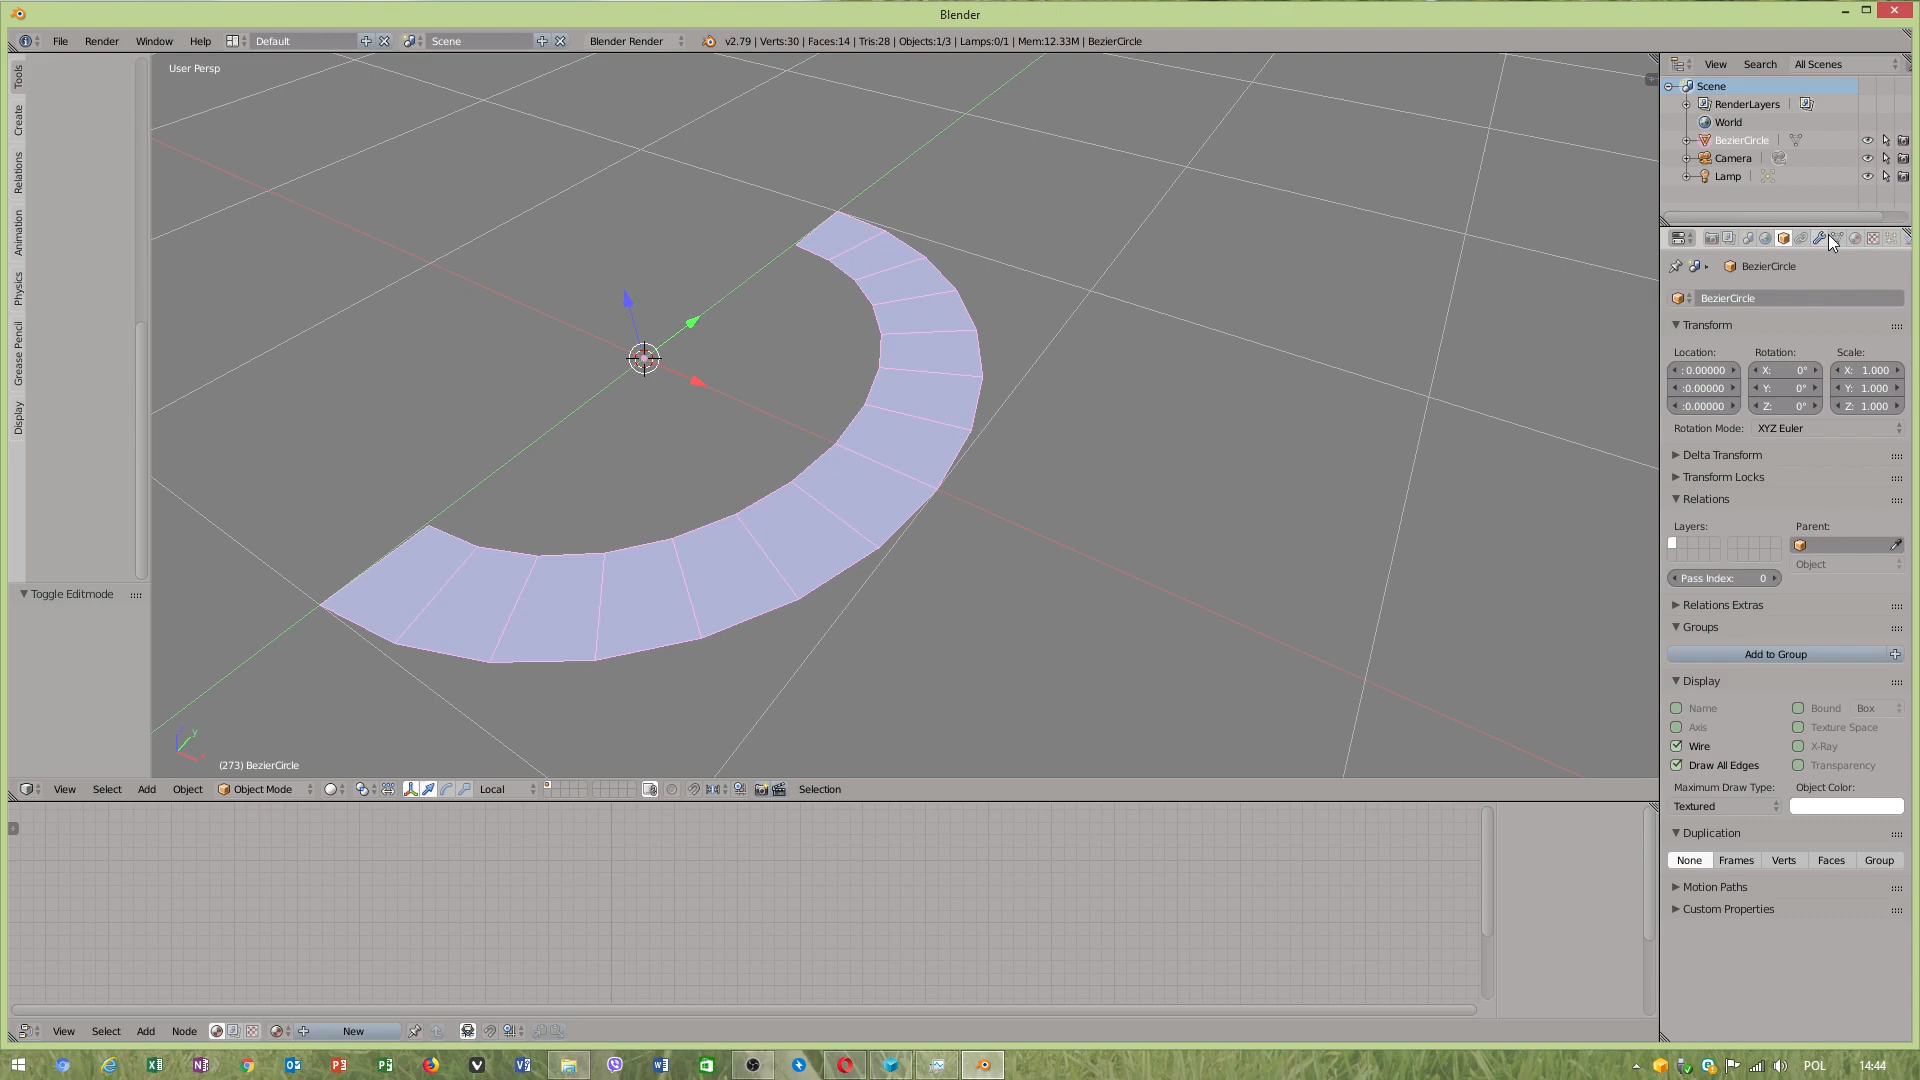 Blender
File Render Window Help Default Scene Blender Render v2.79 | Verts:30 | Faces:14 | Tris:28 | Objects:1/3 | Lamps:0/1 | Mem:12.33M | BezierCircle
User Persp
Tools
Create
Relations
Animation
Physics
Grease Pencil
Display
Toggle Editmode
y
(273) BezierCircle
View Select Add Object Object Mode Local Selection
View Select Add Node New
View Search All Scenes
Scene
RenderLayers
World
BezierCircle
Camera
Lamp
BezierCircle
BezierCircle
Transform
Location: Rotation: Scale:
: 0.00000 X: 0° X: 1.000
:0.00000 Y: 0° Y: 1.000
:0.00000 Z: 0° Z: 1.000
Rotation Mode: XYZ Euler
Delta Transform
Transform Locks
Relations
Layers: Parent:
Object
Pass Index: 0
Relations Extras
Groups
Add to Group
Display
Name Bound Box
Axis Texture Space
Wire X-Ray
Draw All Edges Transparency
Maximum Draw Type: Object Color:
Textured
Duplication
None Frames Verts Faces Group
Motion Paths
Custom Properties
POL 14:44